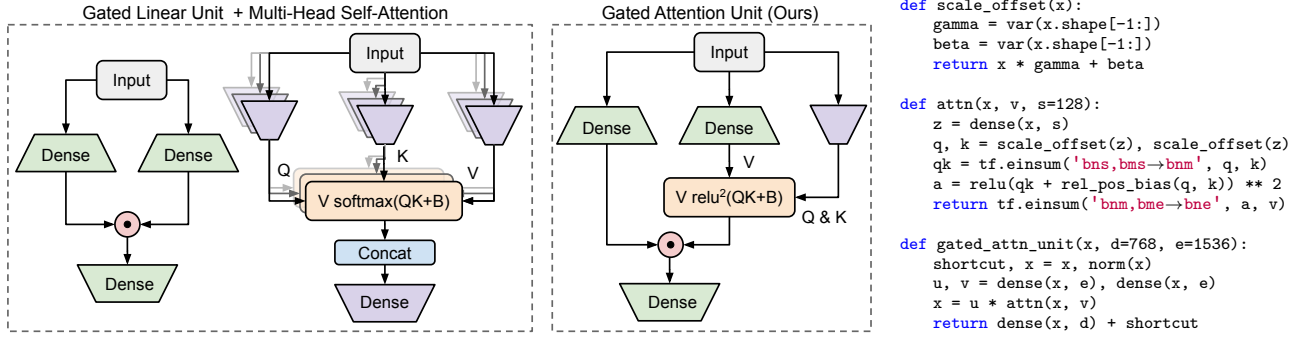 Gated Linear Unit + Multi-Head Self-Attention
Input
Dense
Dense
Dense
Input
Q
K
V
V softmax(QK+B)
Concat
Dense
Gated Attention Unit (Ours)
Input
Dense
Dense
V
V relu²(QK+B)
Q & K
Dense
def scale_offset(x):
    gamma = var(x.shape[-1:])
    beta = var(x.shape[-1:])
    return x * gamma + beta
def attn(x, v, s=128):
    z = dense(x, s)
    q, k = scale_offset(z), scale_offset(z)
    qk = tf.einsum('bns,bms→bnm', q, k)
    a = relu(qk + rel_pos_bias(q, k)) ** 2
    return tf.einsum('bnm,bme→bne', a, v)
def gated_attn_unit(x, d=768, e=1536):
    shortcut, x = x, norm(x)
    u, v = dense(x, e), dense(x, e)
    x = u * attn(x, v)
    return dense(x, d) + shortcut